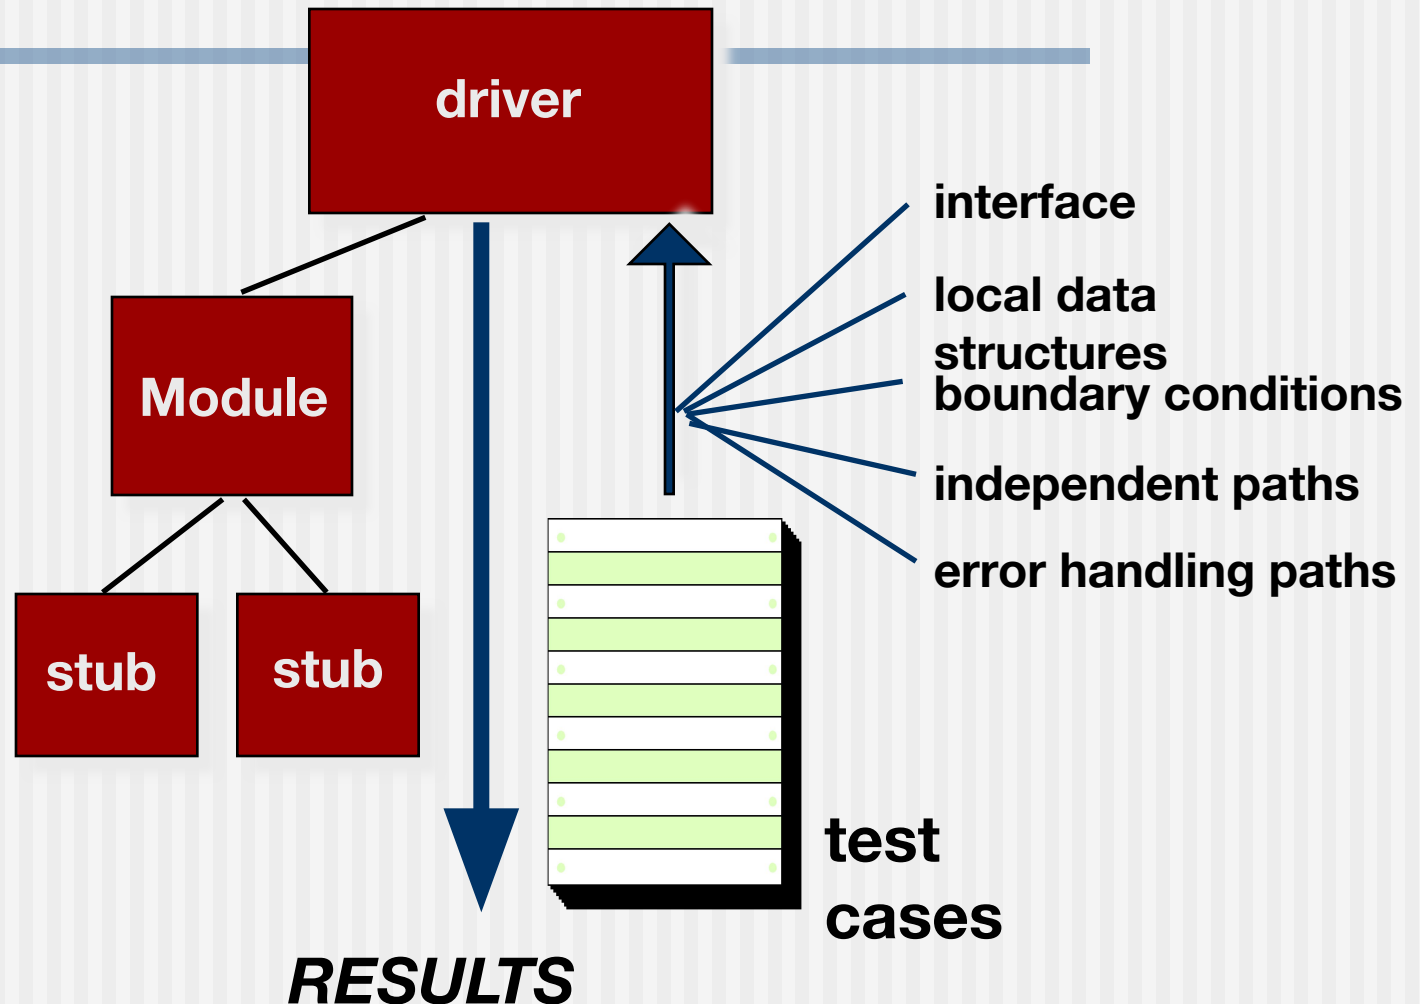 driver
interface
local data
structures
boundary conditions
Module
independent paths
error handling paths
stub
stub
test
cases
RESULTS